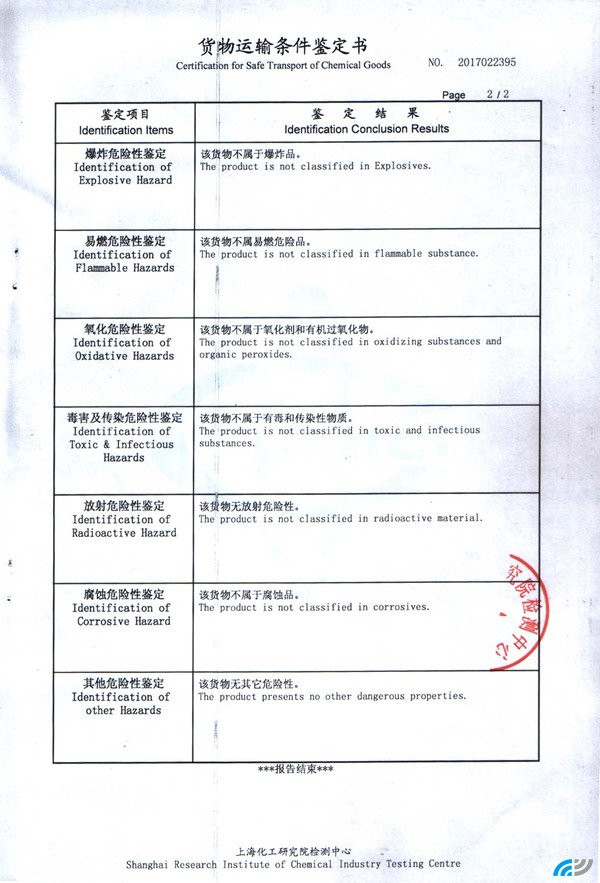 货物运输条件鉴定书
Certification for Safe Transport of Chemical Goods
NO. 2017022395
Page 2 / 2
鉴定项目
Identification Items
鉴 定 结 果
Identification Conclusion Results
爆炸危险性鉴定
Identification of
Explosive Hazard
该货物不属于爆炸品。
The product is not classified in Explosives.
易燃危险性鉴定
Identification of
Flammable Hazards
该货物不属易燃危险品。
The product is not classified in flammable substance.
氧化危险性鉴定
Identification of
Oxidative Hazards
该货物不属于氧化剂和有机过氧化物。
The product is not classified in oxidizing substances and
organic peroxides.
毒害及传染危险性鉴定
Identification of
Toxic & Infectious
Hazards
该货物不属于有毒和传染性物质。
The product is not classified in toxic and infectious
substances.
放射危险性鉴定
Identification of
Radioactive Hazard
该货物无放射危险性。
The product is not classified in radioactive material.
腐蚀危险性鉴定
Identification of
Corrosive Hazard
该货物不属于腐蚀品。
The product is not classified in corrosives.
究院检测中心
其他危险性鉴定
Identification of
other Hazards
该货物无其它危险性。
The product presents no other dangerous properties.
***报告结束***
上海化工研究院检测中心
Shanghai Research Institute of Chemical Industry Testing Centre